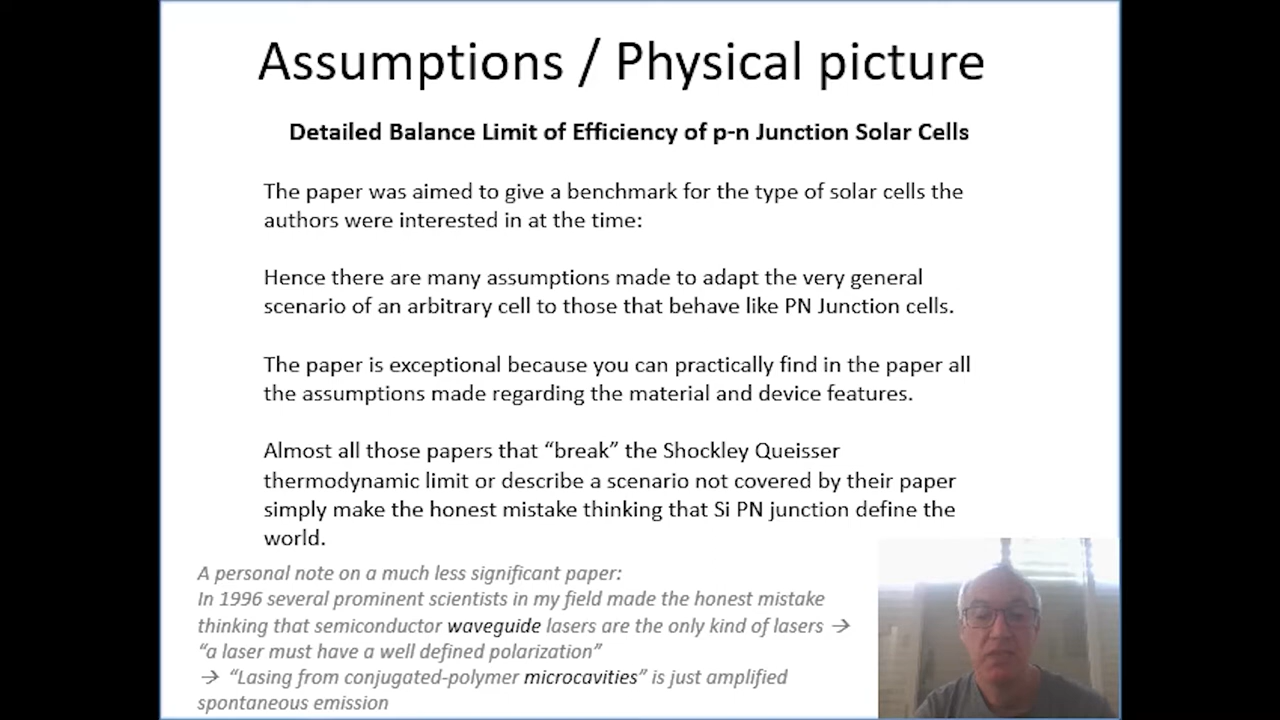 Assumptions / Physical picture
Detailed Balance Limit of Efficiency of p-n Junction Solar Cells
The paper was aimed to give a benchmark for the type of solar cells the
authors were interested in at the time:
Hence there are many assumptions made to adapt the very general
scenario of an arbitrary cell to those that behave like PN Junction cells.
The paper is exceptional because you can practically find in the paper all
the assumptions made regarding the material and device features.
Almost all those papers that “break” the Shockley Queisser
thermodynamic limit or describe a scenario not covered by their paper
simply make the honest mistake thinking that Si PN junction define the
world.
A personal note on a much less significant paper:
In 1996 several prominent scientists in my field made the honest mistake
thinking that semiconductor waveguide lasers are the only kind of lasers →
“a laser must have a well defined polarization”
→ “Lasing from conjugated-polymer microcavities” is just amplified
spontaneous emission